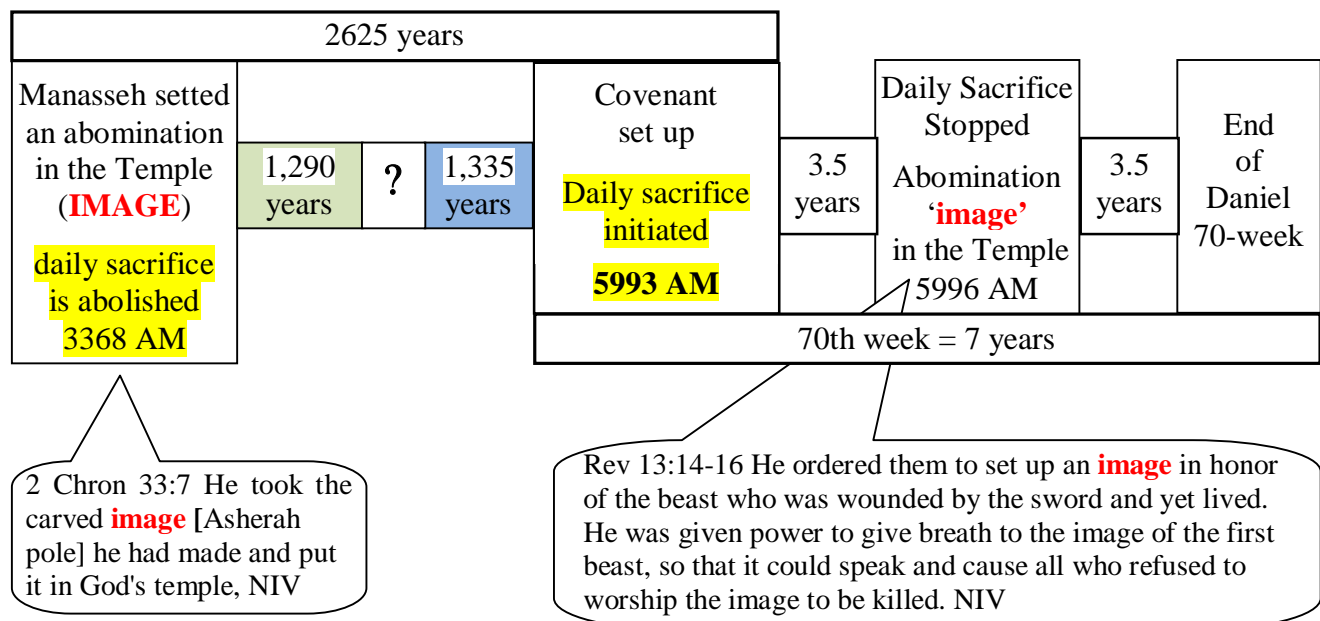 2625 years
Manasseh setted
an abomination
in the Temple
(IMAGE)
daily sacrifice
is abolished
3368 AM
1,290
years
?
1,335
years
Covenant
set up
Daily sacrifice
initiated
5993 AM
3.5
years
Daily Sacrifice
Stopped
Abomination
‘image’
in the Temple
5996 AM
3.5
years
End
of
Daniel
70-week
70th week = 7 years
2 Chron 33:7 He took the
carved image [Asherah
pole] he had made and put
it in God's temple, NIV
Rev 13:14-16 He ordered them to set up an image in honor
of the beast who was wounded by the sword and yet lived.
He was given power to give breath to the image of the first
beast, so that it could speak and cause all who refused to
worship the image to be killed. NIV